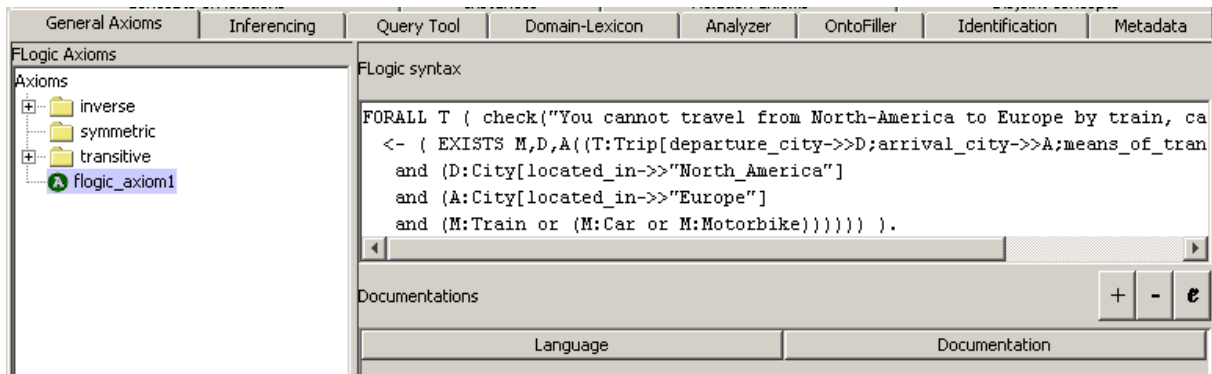 General Axioms Inferencing Query Tool Domain-Lexicon Analyzer OntoFiller Identification Metadata
FLogic Axioms
Axioms
inverse
symmetric
transitive
A flogic_axiom1
FLogic syntax
FORALL T ( check("You cannot travel from North-America to Europe by train, ca
<- ( EXISTS M,D,A((T:Trip[departure_city->>D;arrival_city->>A;means_of_tran
and (D:City[located_in->>"North_America"]
and (A:City[located_in->>"Europe"]
and (M:Train or (M:Car or M:Motorbike)))))) ).
Documentations
+ - e
Language Documentation